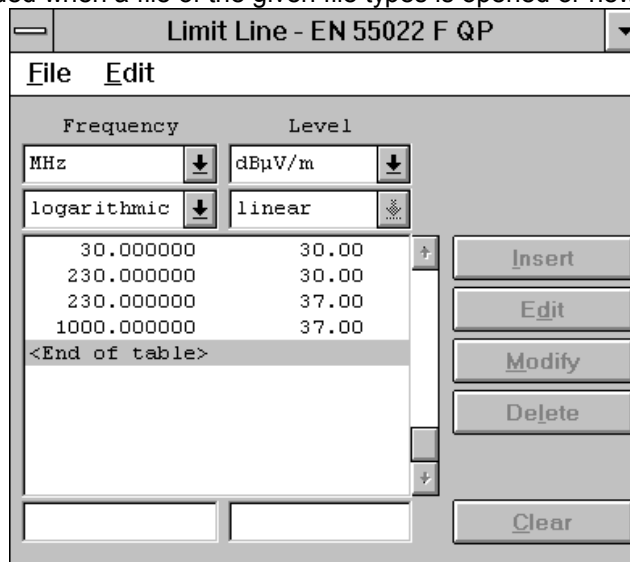 ded when a file of the given file types is opened or
Limit Line - EN 55022 F QP
File Edit
Frequency Level
MHz dBµV/m
logarithmic linear
30.000000 30.00
230.000000 30.00
230.000000 37.00
1000.000000 37.00
<End of table>
Insert
Edit
Modify
Delete
Clear